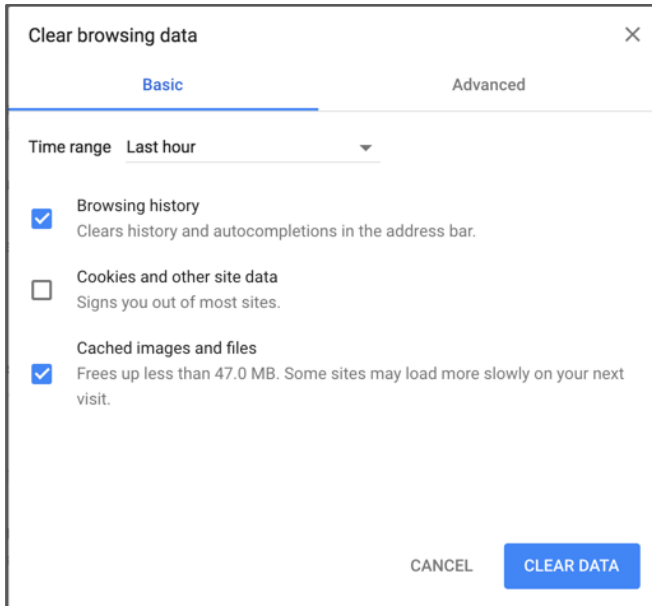 Clear browsing data
Basic
Advanced
Time range Last hour
Browsing history
Clears history and autocompletions in the address bar.
Cookies and other site data
Signs you out of most sites.
Cached images and files
Frees up less than 47.0 MB. Some sites may load more slowly on your next
visit.
CANCEL
CLEAR DATA